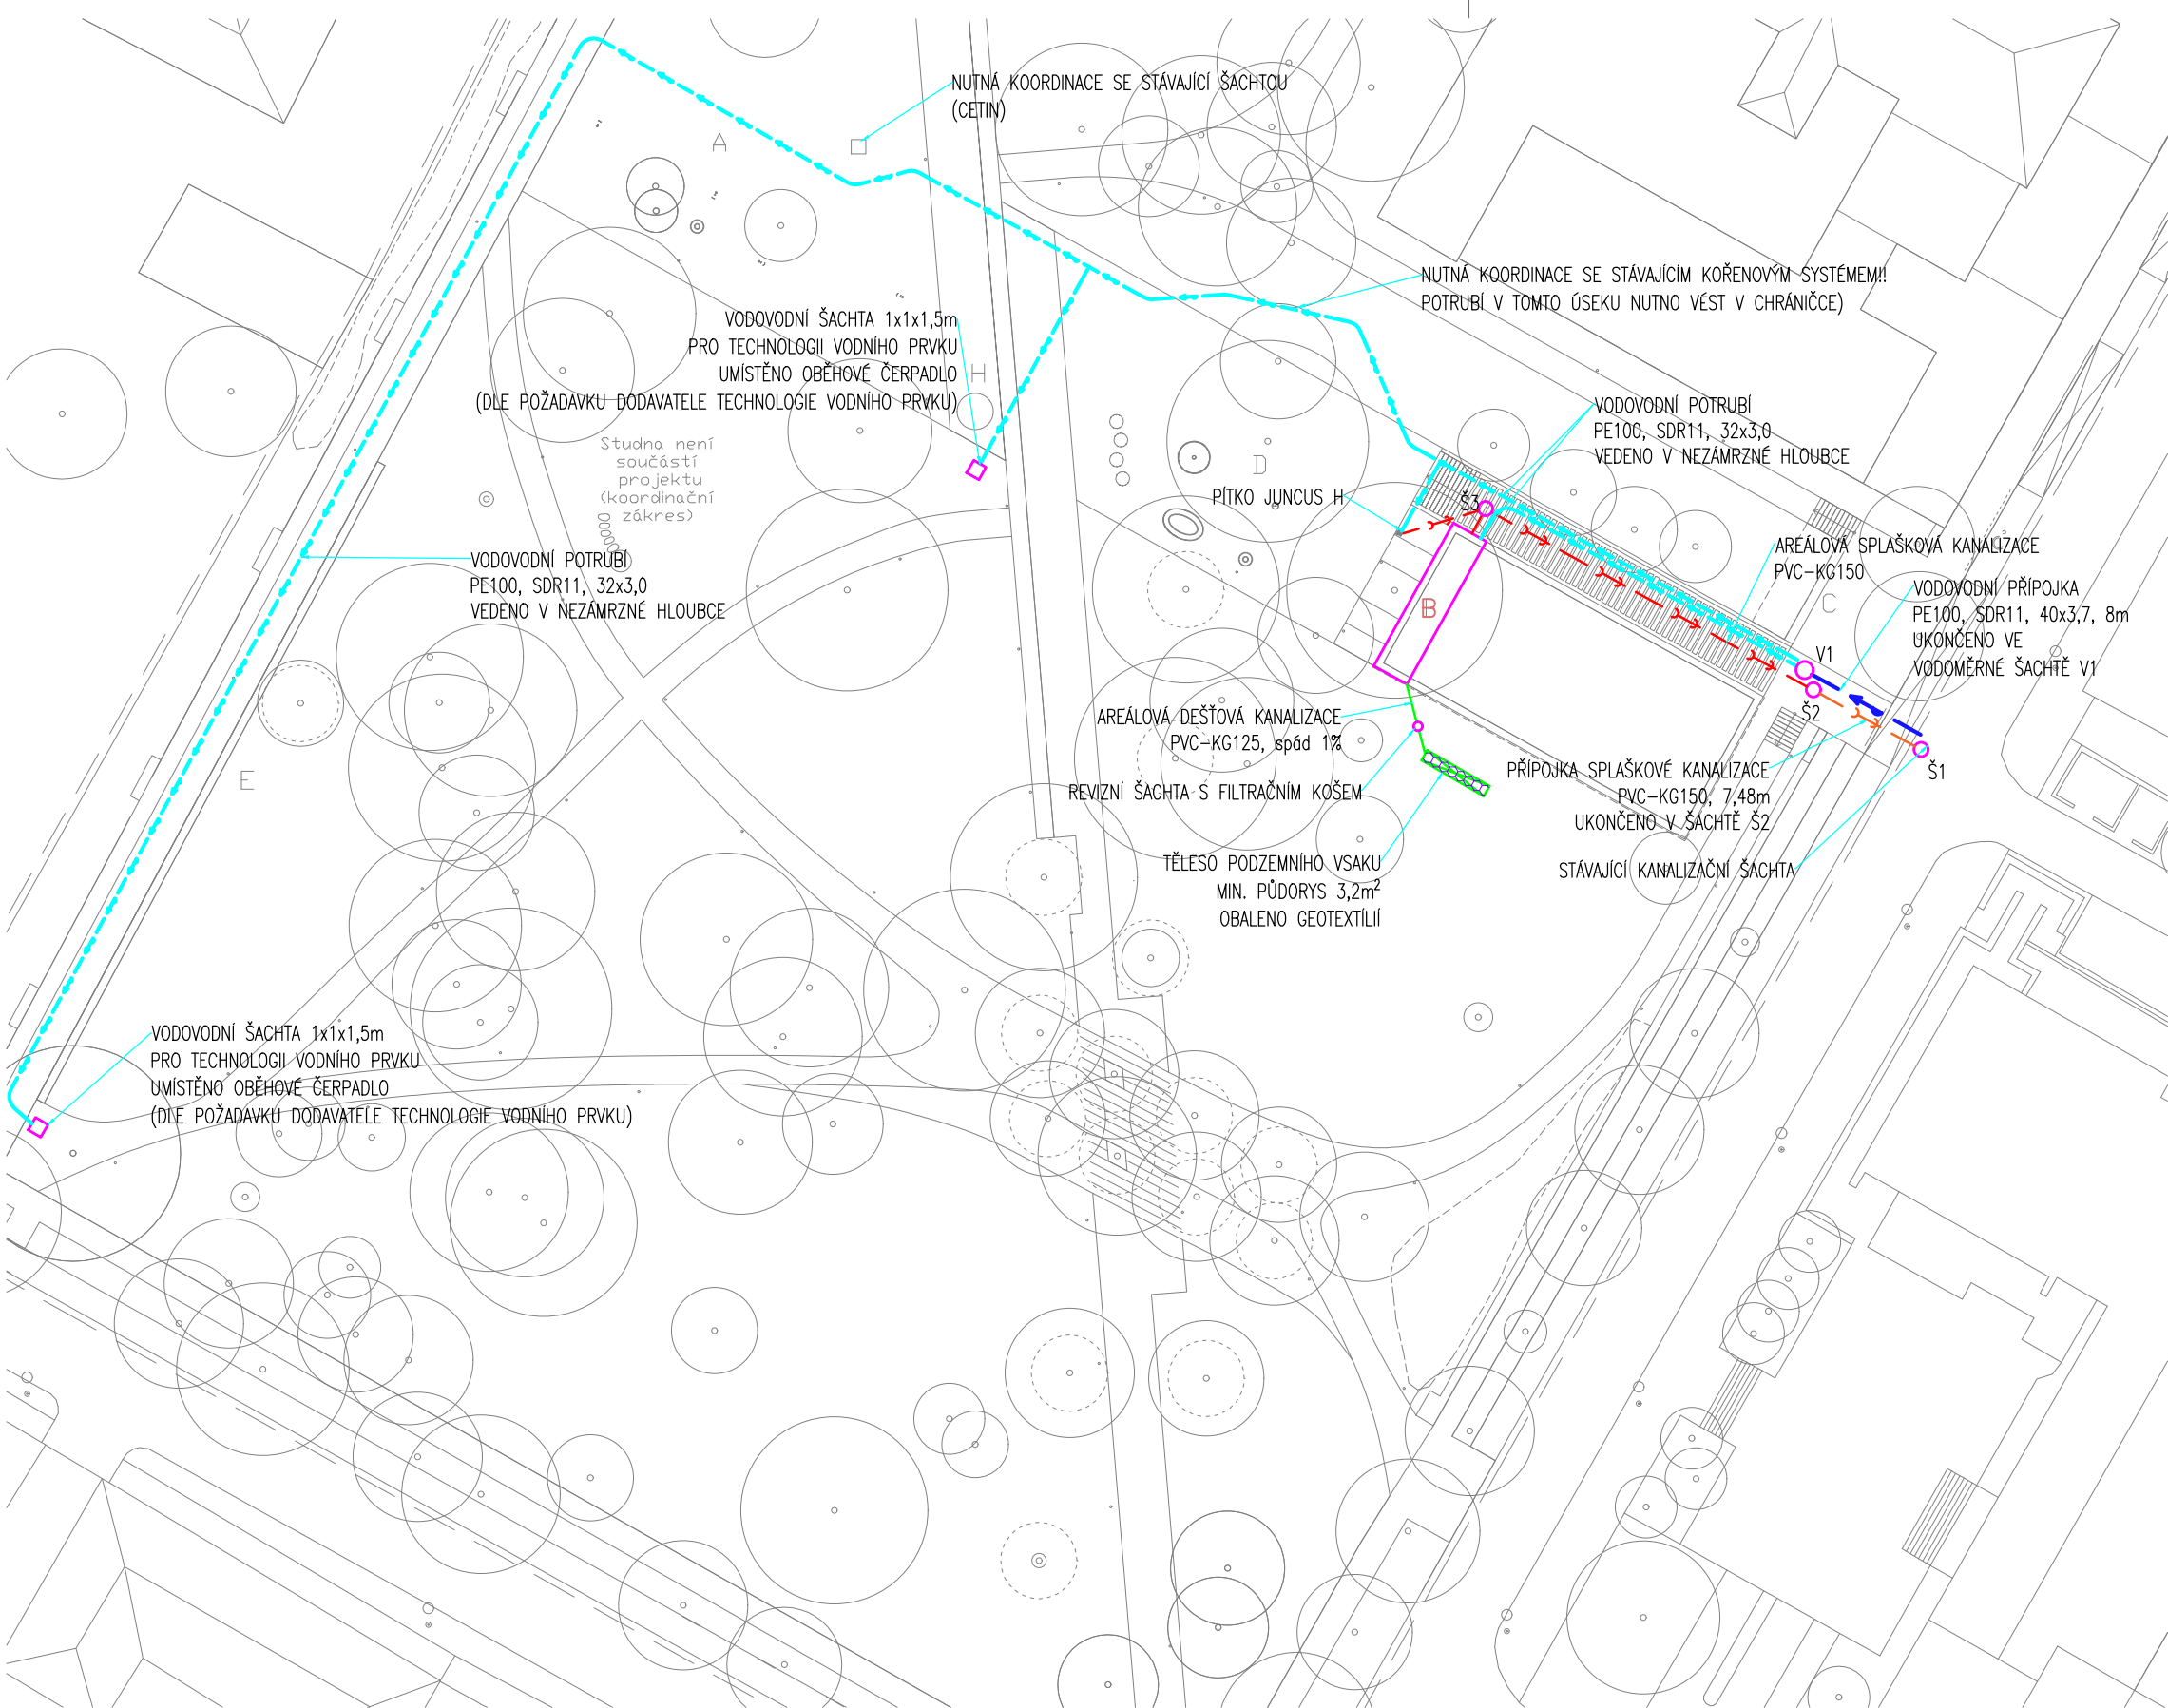 NUTNÁ KOORDINACE SE STÁVAJÍCÍ ŠACHTOU
(CETIN)
A
NUTNÁ KOORDINACE SE STÁVAJÍCÍM KOŘENOVÝM SYSTÉMEM!!
POTRUBÍ V TOMTO ÚSEKU NUTNO VÉST V CHRÁNIČCE)
VODOVODNÍ ŠACHTA 1x1x1,5m
PRO TECHNOLOGII VODNÍHO PRVKU
UMÍSTĚNO OBĚHOVÉ ČERPADLO
(DLE POŽADAVKU DODAVATELE TECHNOLOGIE VODNÍHO PRVKU)
H
Studna není
součástí
projektu
(koordinační
zákres)
VODOVODNÍ POTRUBÍ
PE100, SDR11, 32x3,0
VEDENO V NEZÁMRZNÉ HLOUBCE
D
PÍTKO JUNCUS H
Š3
AREÁLOVÁ SPLAŠKOVÁ KANALIZACE
PVC-KG150
VODOVODNÍ POTRUBÍ
PE100, SDR11, 32x3,0
VEDENO V NEZÁMRZNÉ HLOUBCE
VODOVODNÍ PŘÍPOJKA
PE100, SDR11, 40x3,7, 8m
UKONČENO VE
VODOMĚRNÉ ŠACHTĚ V1
B
C
V1
Š2
AREÁLOVÁ DEŠŤOVÁ KANALIZACE
PVC-KG125, spád 1%
E
REVIZNÍ ŠACHTA S FILTRAČNÍM KOŠEM
PŘÍPOJKA SPLAŠKOVÉ KANALIZACE
PVC-KG150, 7,48m
UKONČENO V ŠACHTĚ Š2
Š1
TĚLESO PODZEMNÍHO VSAKU
MIN. PŮDORYS 3,2m²
OBALENO GEOTEXTÍLIÍ
STÁVAJÍCÍ KANALIZAČNÍ ŠACHTA
VODOVODNÍ ŠACHTA 1x1x1,5m
PRO TECHNOLOGII VODNÍHO PRVKU
UMÍSTĚNO OBĚHOVÉ ČERPADLO
(DLE POŽADAVKU DODAVATELE TECHNOLOGIE VODNÍHO PRVKU)